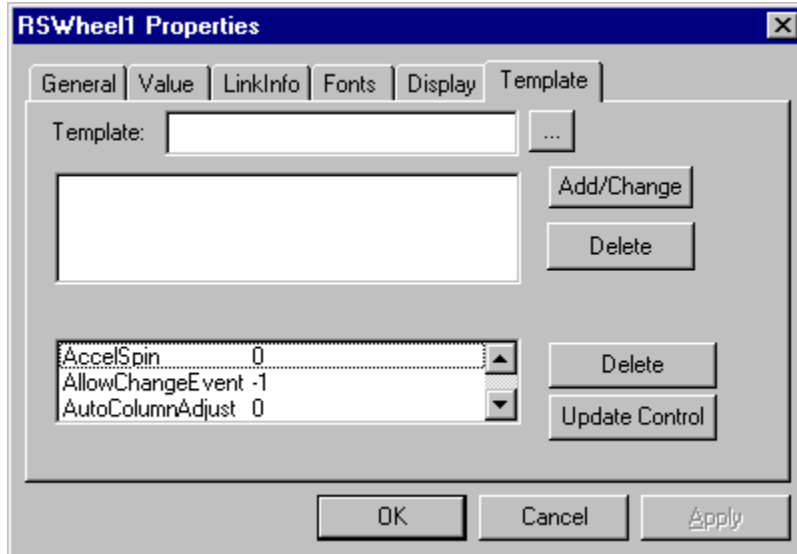 RSWheel1 Properties
General Value LinkInfo Fonts Display Template
Template: ...
Add/Change
Delete
AccelSpin 0
AllowChangeEvent -1
AutoColumnAdjust 0
Delete
Update Control
OK Cancel Apply